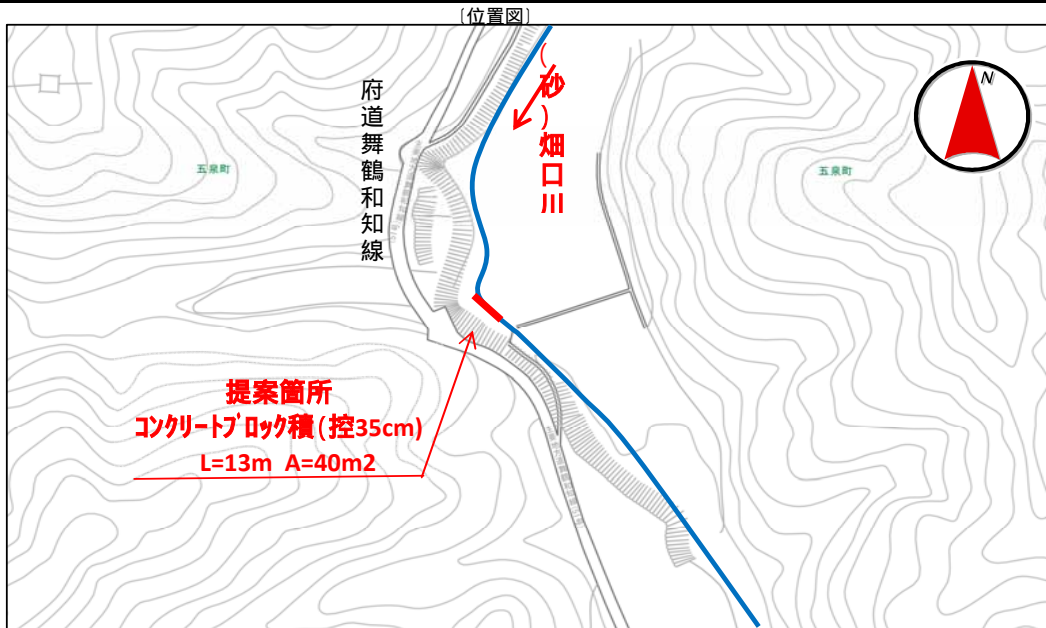 ［位置図］
府道舞鶴和知線
(砂)畑口川
N
五泉町
五泉町
提案箇所
ｺﾝｸﾘｰﾄﾌﾞﾛｯｸ積(控35cm)
L=13m A=40m2